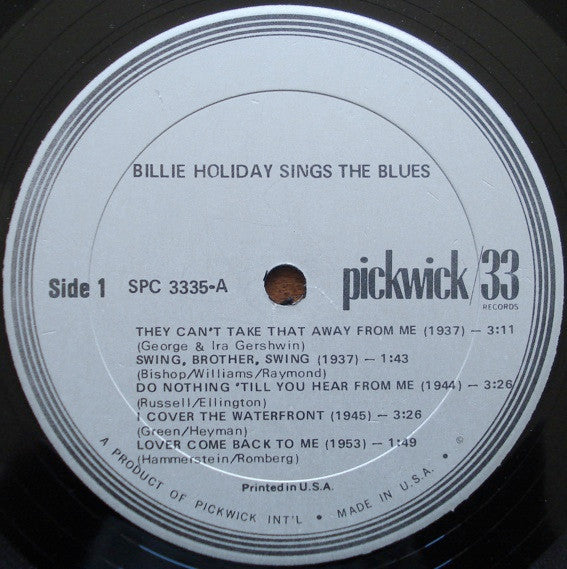 BILLIE HOLIDAY SINGS THE BLUES
Side 1 SPC 3335-A
pickwick/33
RECORDS
THEY CAN'T TAKE THAT AWAY FROM ME (1937) — 3:11
(George & Ira Gershwin)
SWING, BROTHER, SWING (1937) — 1:43
(Bishop/Williams/Raymond)
DO NOTHING 'TILL YOU HEAR FROM ME (1944) — 3:26
(Russell/Ellington)
I COVER THE WATERFRONT (1945) — 3:26
(Green/Heyman)
LOVER COME BACK TO ME (1953) — 1:49
(Hammerstein/Romberg)
Printed in U.S.A.
A PRODUCT OF PICKWICK INT'L • MADE IN U.S.A. •